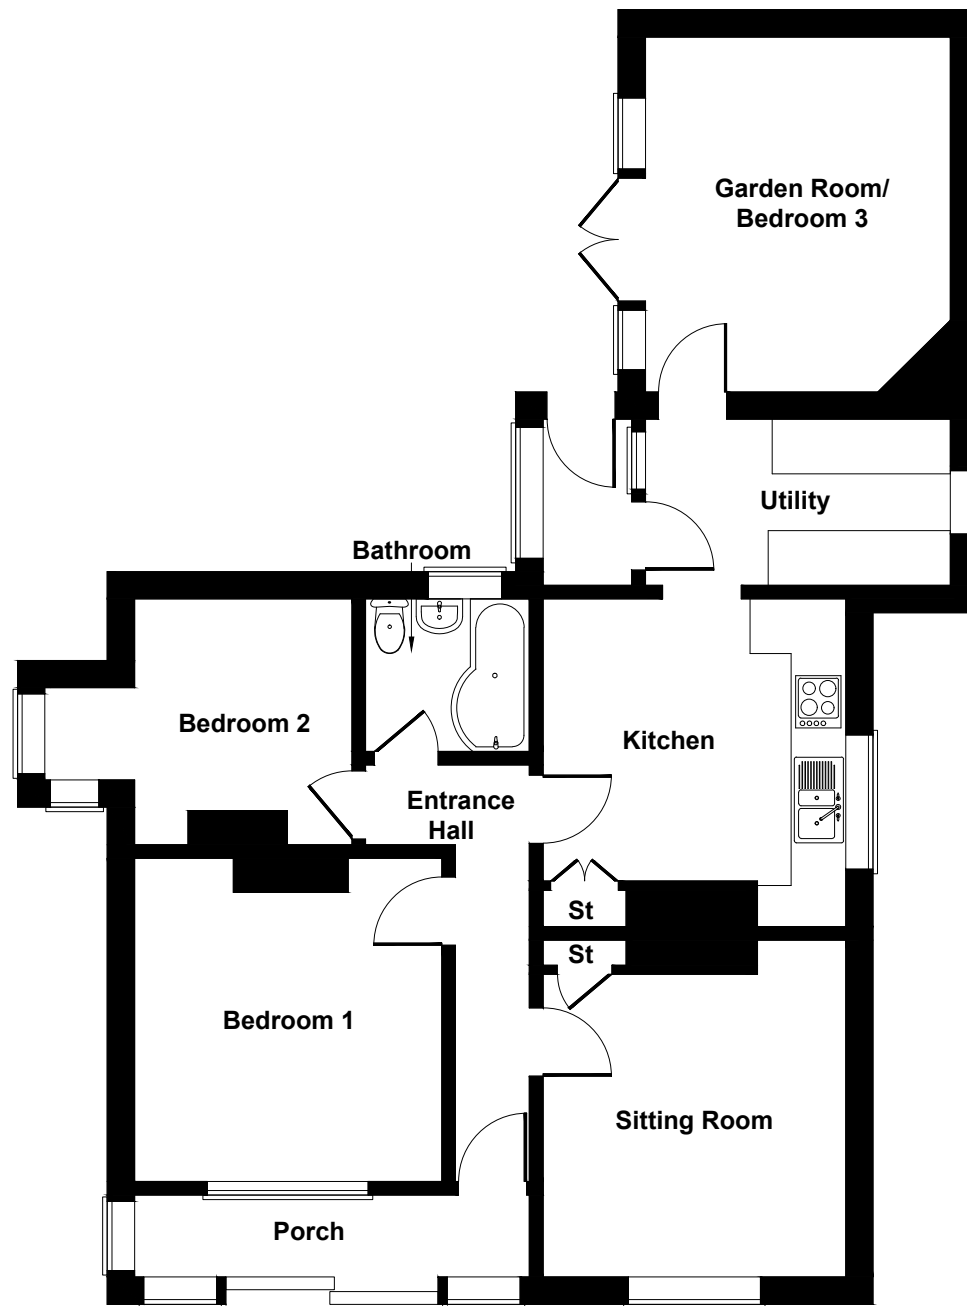 Garden Room/
Bedroom 3
Utility
Bathroom
Bedroom 2
Kitchen
Entrance
Hall
St
St
Bedroom 1
Sitting Room
Porch